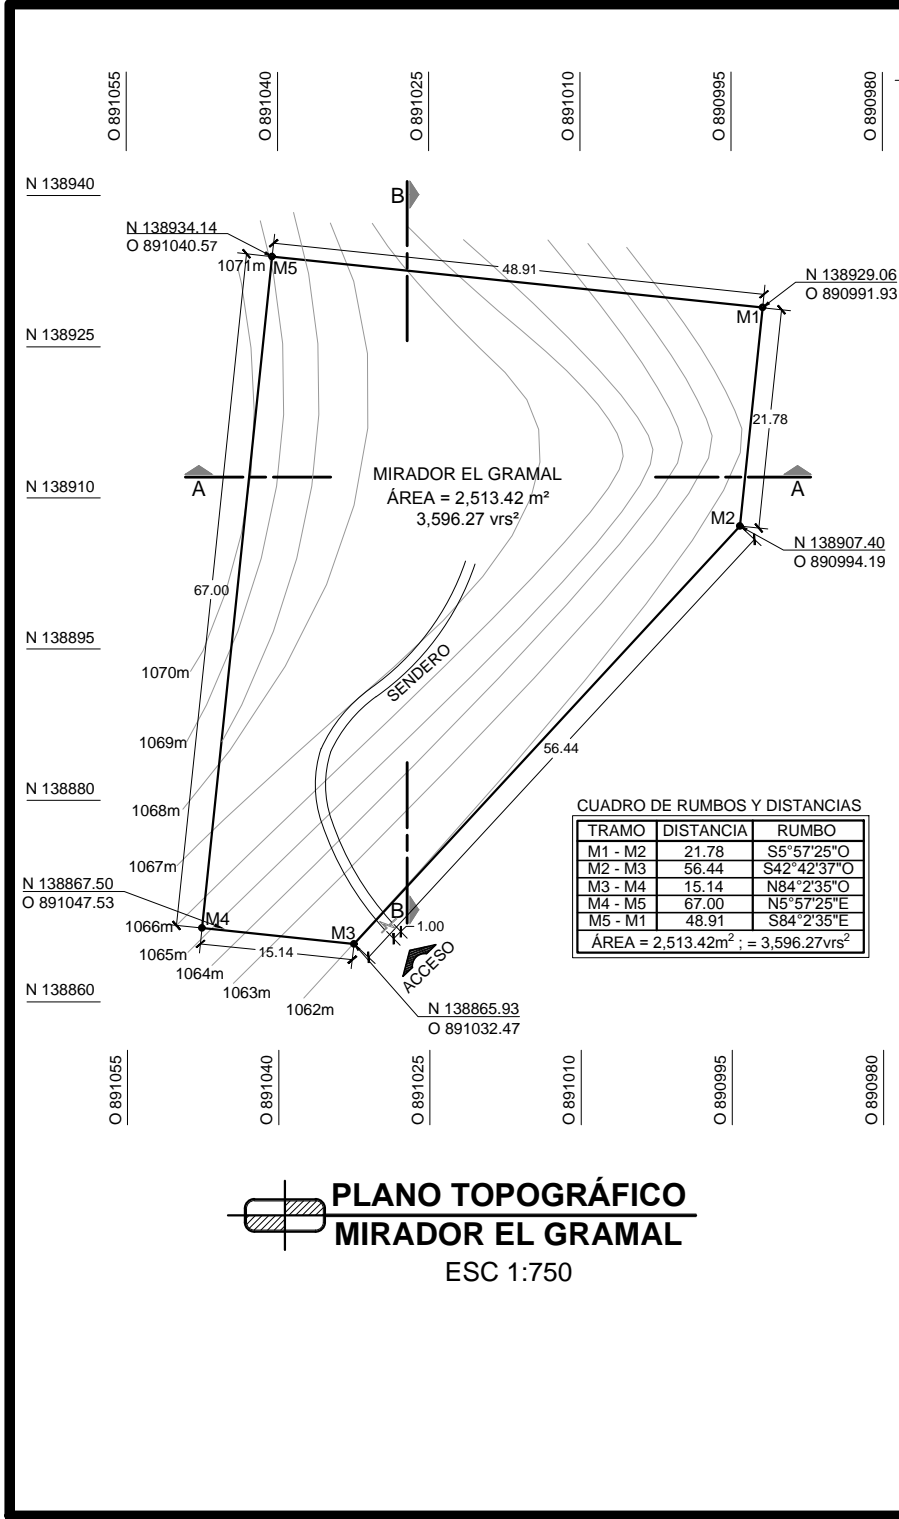 O 891055
O 891040
O 891025
O 891010
O 890995
O 890980
N 138940
B
N 138934.14
O 891040.57
1071m
M5
48.91
N 138929.06
O 890991.93
M1
N 138925
21.78
MIRADOR EL GRAMAL
ÁREA = 2,513.42 m²
3,596.27 vrs²
N 138910
A
A
M2
N 138907.40
O 890994.19
67.00
N 138895
SENDERO
1070m
1069m
56.44
N 138880
1068m
CUADRO DE RUMBOS Y DISTANCIAS
TRAMO DISTANCIA RUMBO
M1 - M2 21.78 S5°57'25"O
M2 - M3 56.44 S42°42'37"O
M3 - M4 15.14 N84°2'35"O
M4 - M5 67.00 N5°57'25"E
M5 - M1 48.91 S84°2'35"E
ÁREA = 2,513.42m² ; = 3,596.27vrs²
1067m
N 138867.50
O 891047.53
M4
1066m
B
1.00
M3
1065m
15.14
1064m
ACCESO
1063m
1062m
N 138860
N 138865.93
O 891032.47
O 891055
O 891040
O 891025
O 891010
O 890995
O 890980
PLANO TOPOGRÁFICO
MIRADOR EL GRAMAL
ESC 1:750